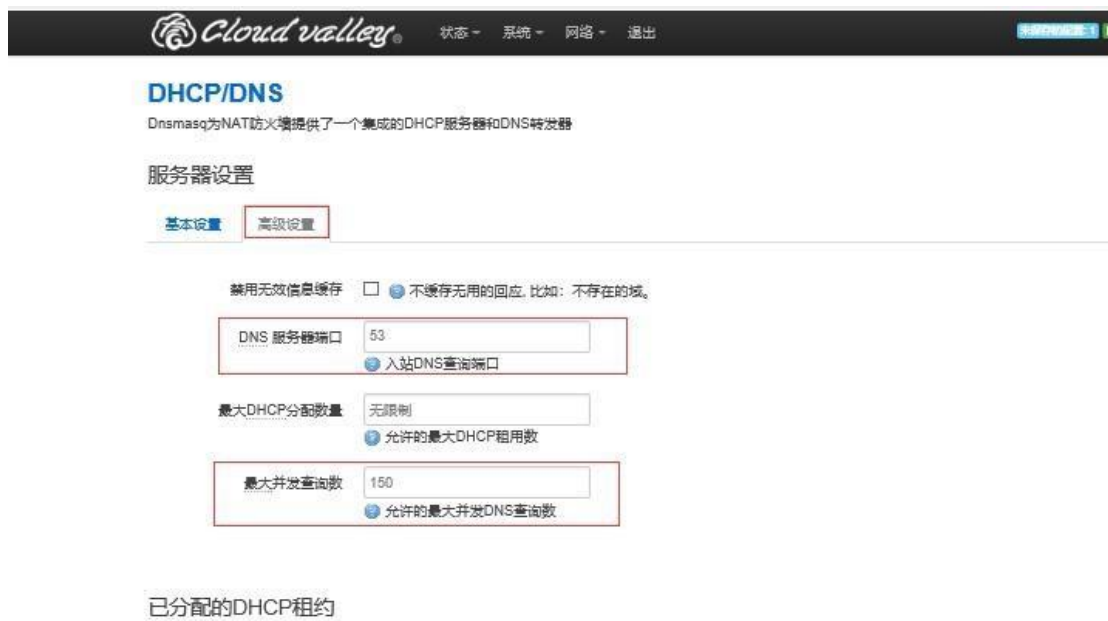 Cloud valley®
状态 系统 网络 退出
未保存的配置: 1
DHCP/DNS
Dnsmasq为NAT防火墙提供了一个集成的DHCP服务器和DNS转发器
服务器设置
基本设置 高级设置
禁用无效信息缓存 不缓存无用的回应, 比如: 不存在的域。
DNS 服务器端口 53
入站DNS查询端口
最大DHCP分配数量 无限制
允许的最大DHCP租用数
最大并发查询数 150
允许的最大并发DNS查询数
已分配的DHCP租约